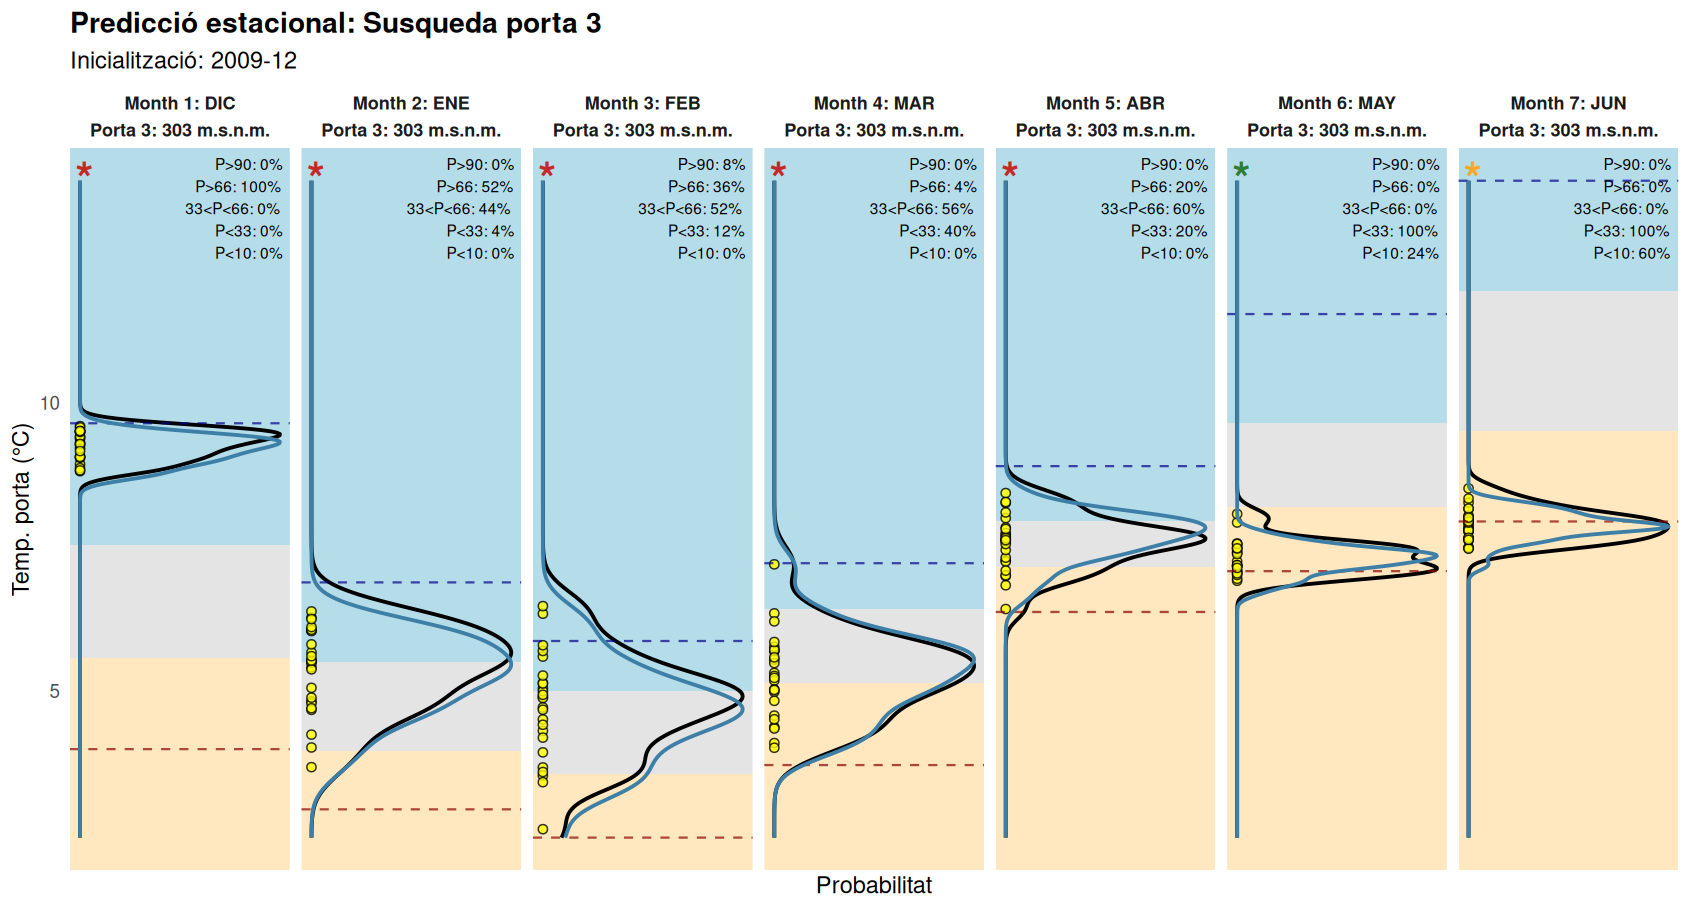 Predicció estacional: Susqueda porta 3
Inicialització: 2009-12
Month 1: DIC
Porta 3: 303 m.s.n.m.
Month 2: ENE
Porta 3: 303 m.s.n.m.
Month 3: FEB
Porta 3: 303 m.s.n.m.
Month 4: MAR
Porta 3: 303 m.s.n.m.
Month 5: ABR
Porta 3: 303 m.s.n.m.
Month 6: MAY
Porta 3: 303 m.s.n.m.
Month 7: JUN
Porta 3: 303 m.s.n.m.
*
P>90: 0%
P>66: 100%
33<P<66: 0%
P<33: 0%
P<10: 0%
*
P>90: 0%
P>66: 52%
33<P<66: 44%
P<33: 4%
P<10: 0%
*
P>90: 8%
P>66: 36%
33<P<66: 52%
P<33: 12%
P<10: 0%
*
P>90: 0%
P>66: 4%
33<P<66: 56%
P<33: 40%
P<10: 0%
*
P>90: 0%
P>66: 20%
33<P<66: 60%
P<33: 20%
P<10: 0%
*
P>90: 0%
P>66: 0%
33<P<66: 0%
P<33: 100%
P<10: 24%
*
P>90: 0%
P>66: 0%
33<P<66: 0%
P<33: 100%
P<10: 60%
10
5
Temp. porta (°C)
Probabilitat